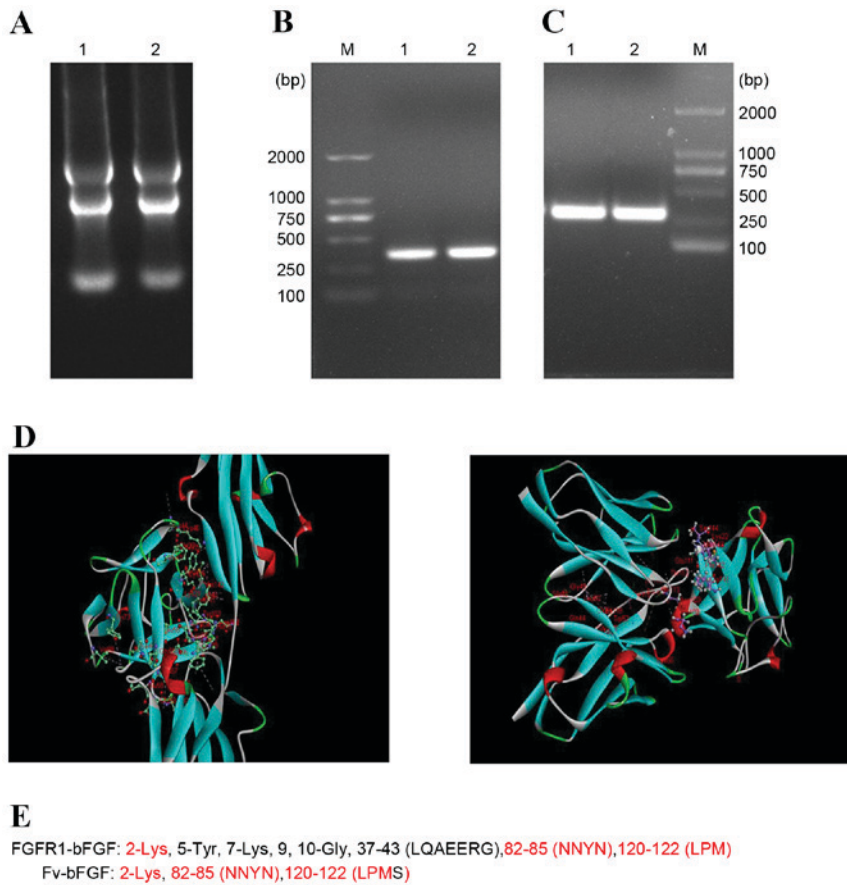 A
B
C
1 2
M 1 2
1 2 M
(bp)
2000
1000
750
500
250
100
(bp)
2000
1000
750
500
250
100
D
E
FGFR1-bFGF: 2-Lys, 5-Tyr, 7-Lys, 9, 10-Gly, 37-43 (LQAEERG),82-85 (NNYN),120-122 (LPM)
Fv-bFGF: 2-Lys, 82-85 (NNYN),120-122 (LPMS)